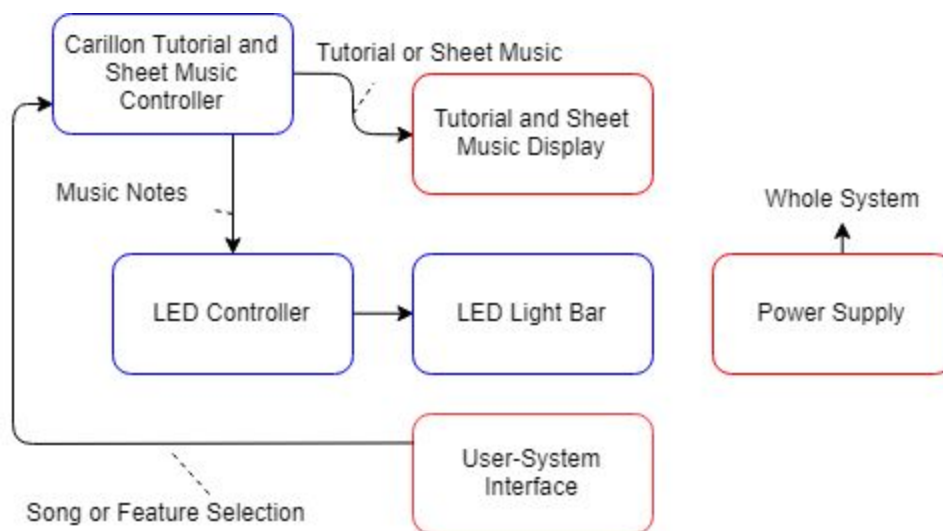 Carillon Tutorial and
Sheet Music
Controller
Tutorial or Sheet Music
Tutorial and Sheet
Music Display
Music Notes
Whole System
LED Controller
LED Light Bar
Power Supply
User-System
Interface
Song or Feature Selection